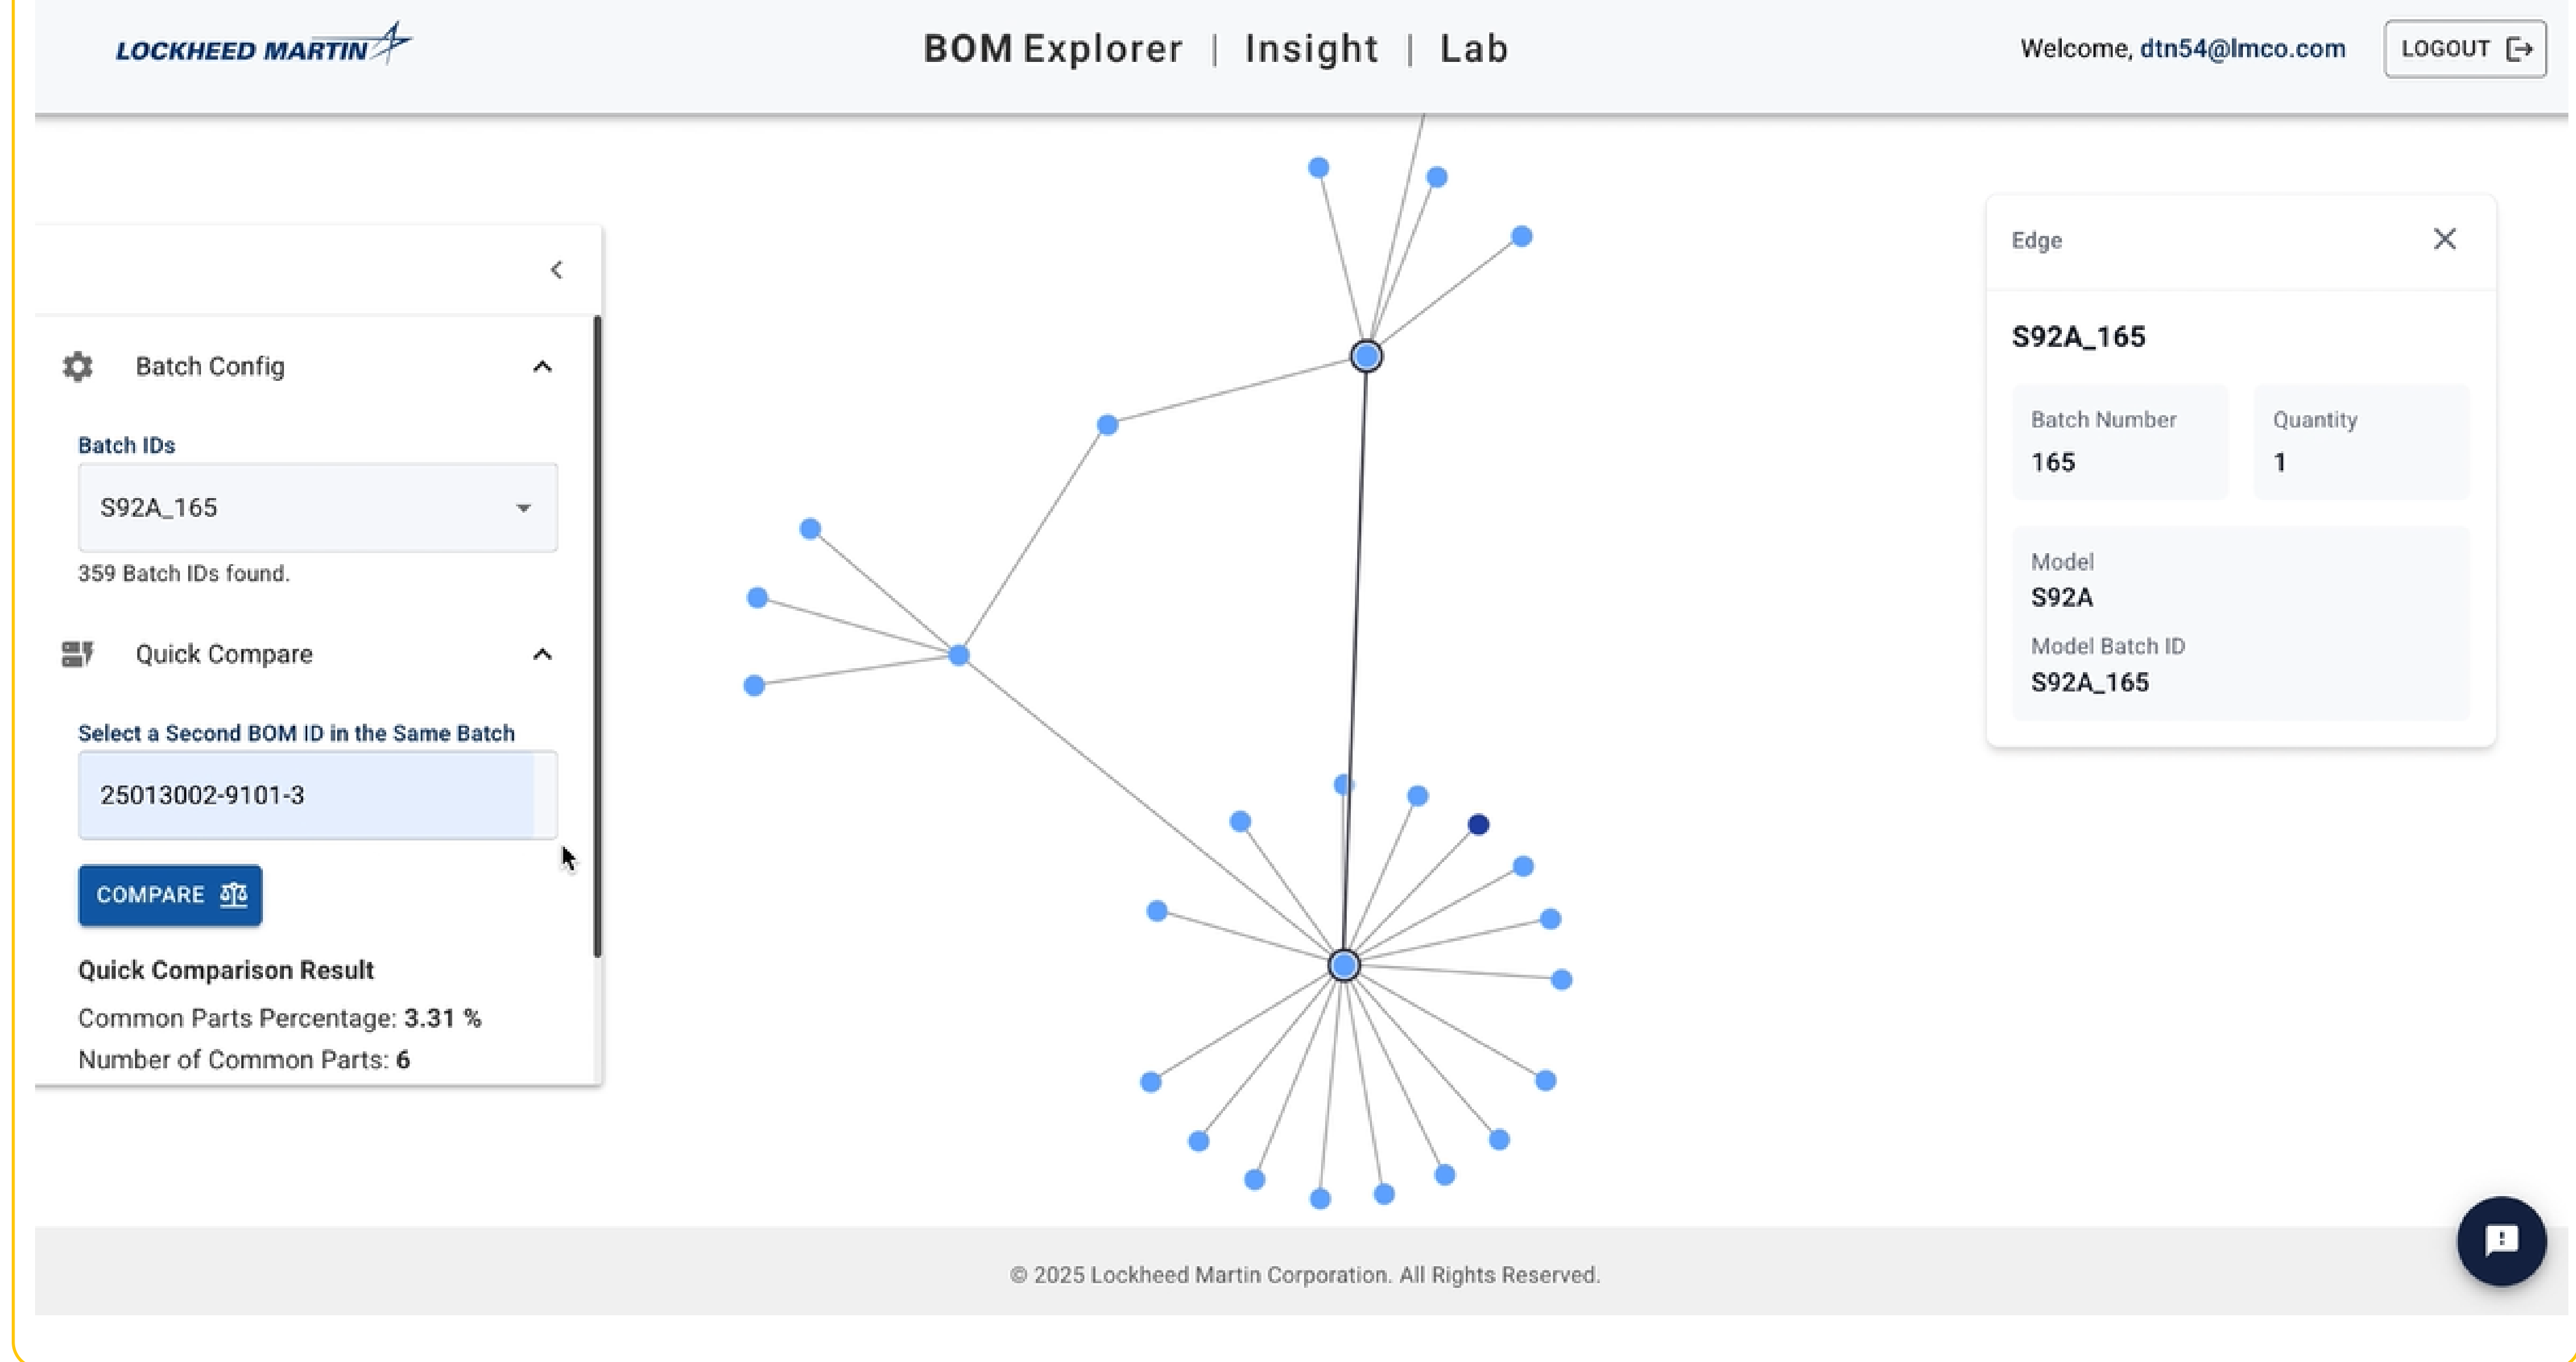 LOCKHEED MARTIN
BOM Explorer | Insight | Lab
Welcome, dtn54@lmco.com
LOGOUT
Batch Config
Batch IDs
S92A_165
359 Batch IDs found.
Quick Compare
Select a Second BOM ID in the Same Batch
25013002-9101-3
COMPARE
Quick Comparison Result
Common Parts Percentage: 3.31 %
Number of Common Parts: 6
Edge
S92A_165
Batch Number
165
Quantity
1
Model
S92A
Model Batch ID
S92A_165
© 2025 Lockheed Martin Corporation. All Rights Reserved.